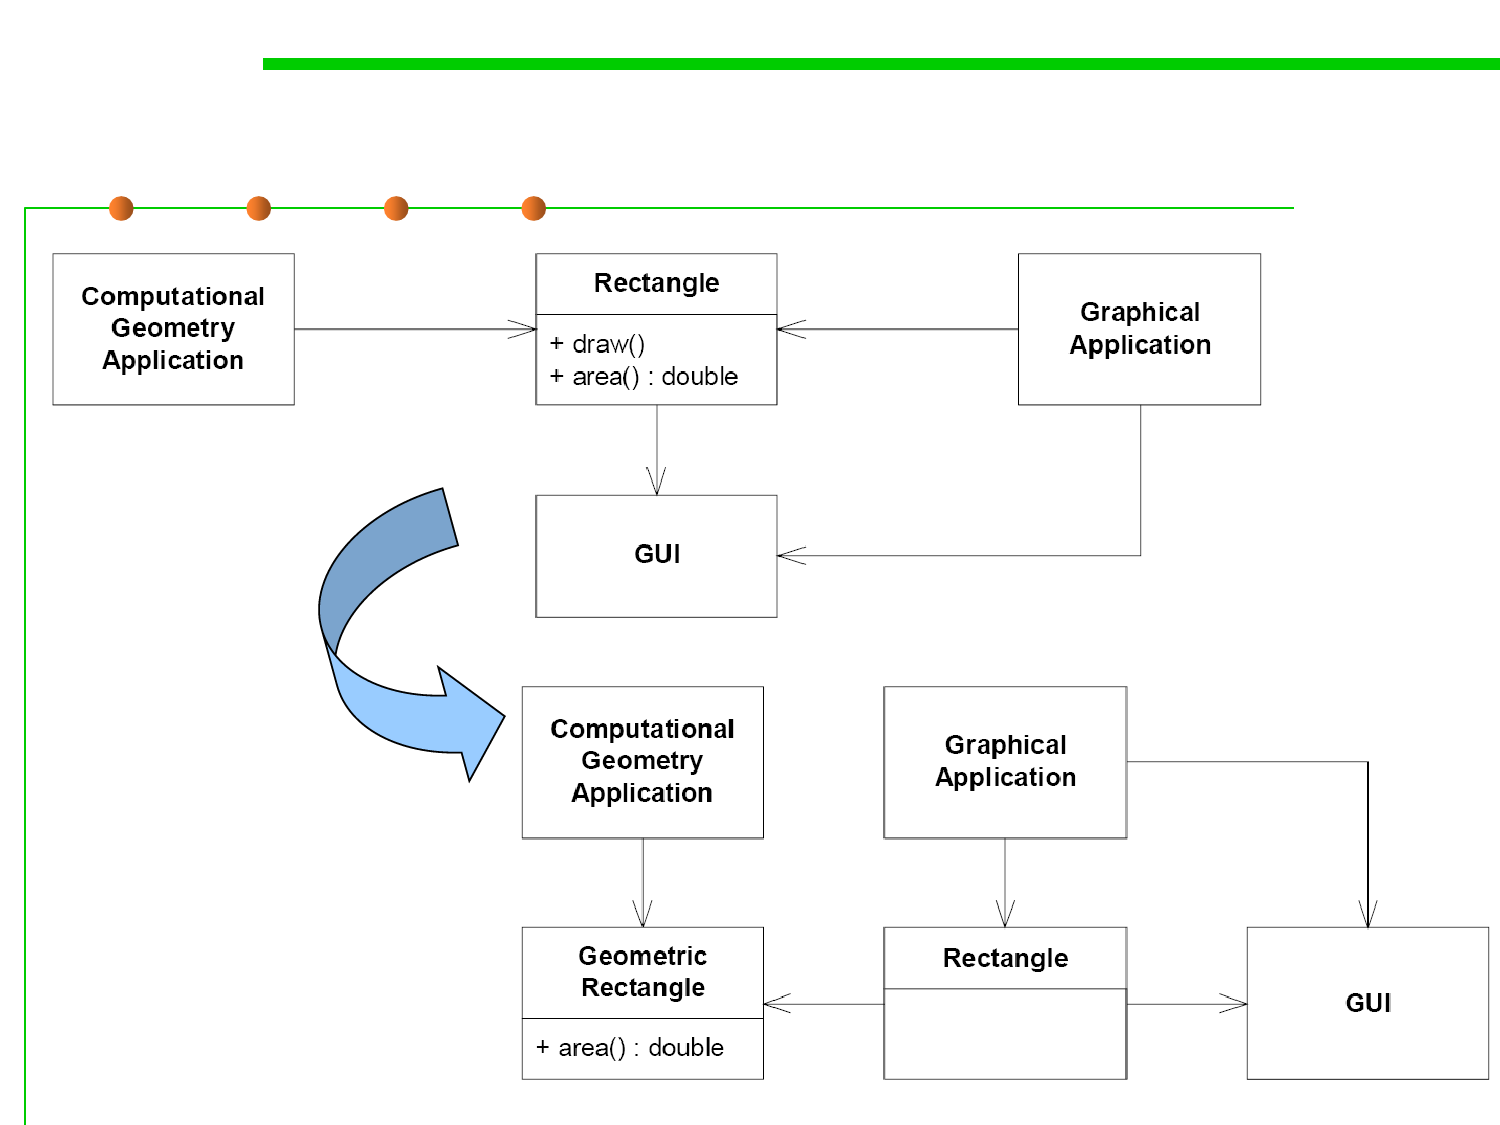 Computational
Geometry
Application
Rectangle
+ draw()
+ area() : double
Graphical
Application
GUI
Computational
Geometry
Application
Graphical
Application
Geometric
Rectangle
+ area() : double
Rectangle
GUI